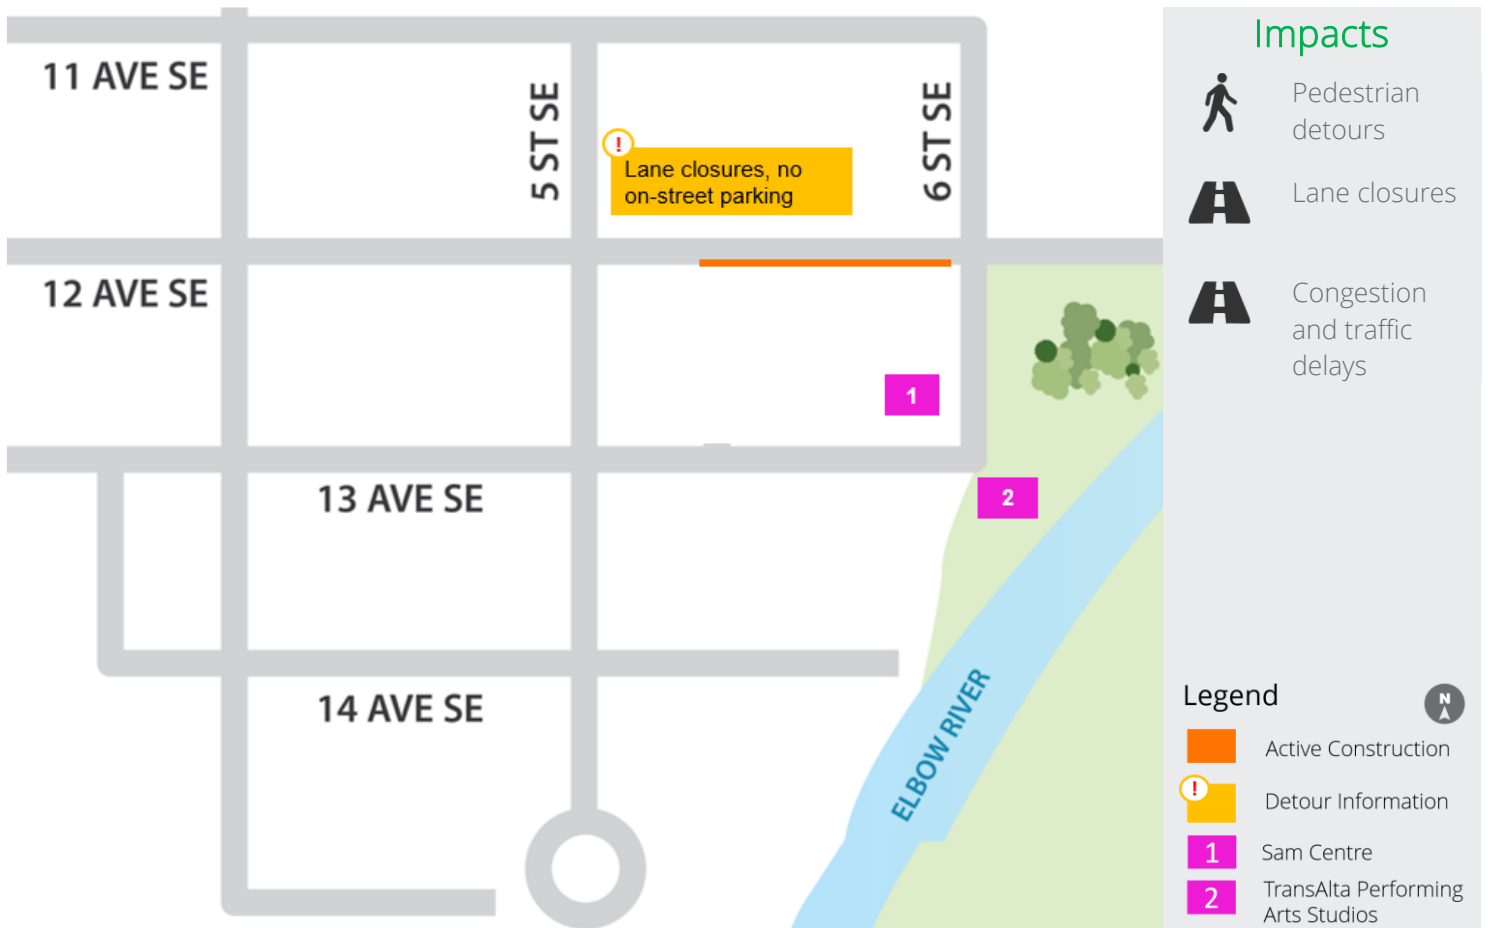 11 AVE SE
5 ST SE
6 ST SE
!
Lane closures, no
on-street parking
12 AVE SE
1
13 AVE SE
2
14 AVE SE
ELBOW RIVER
Impacts
Pedestrian
detours
Lane closures
Congestion
and traffic
delays
Legend
N
Active Construction
!
Detour Information
1
Sam Centre
2
TransAlta Performing
Arts Studios